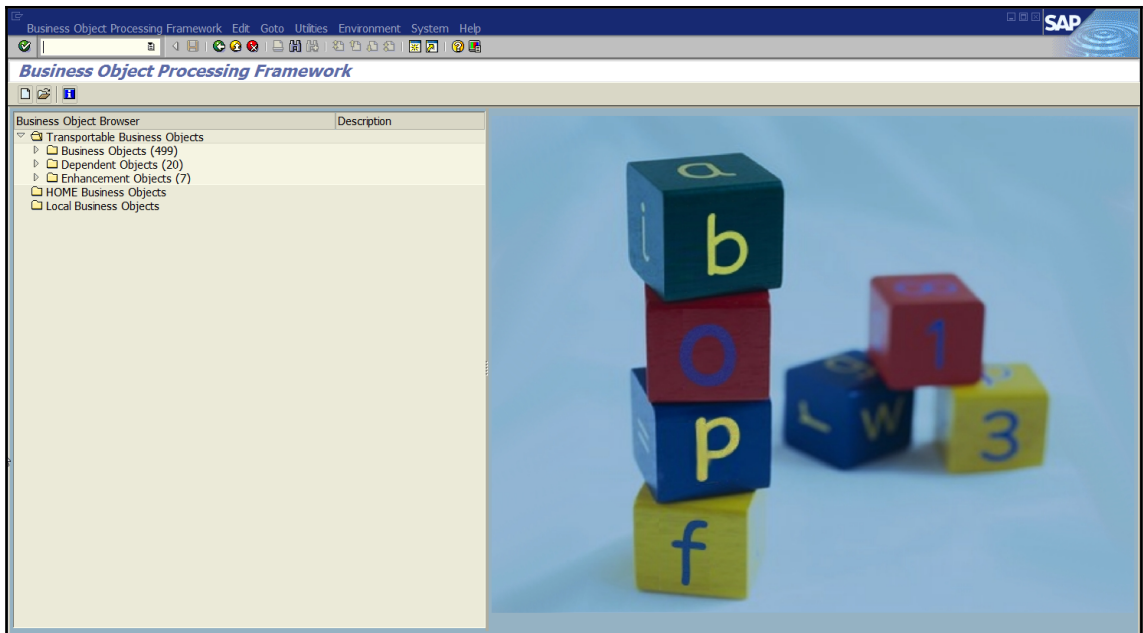 Business Object Processing Framework Edit Goto Utilities Environment System Help
SAP
Business Object Processing Framework
Business Object Browser Description
Transportable Business Objects
Business Objects (499)
Dependent Objects (20)
Enhancement Objects (7)
HOME Business Objects
Local Business Objects
a
i b
o
p
f
8
1
w
3